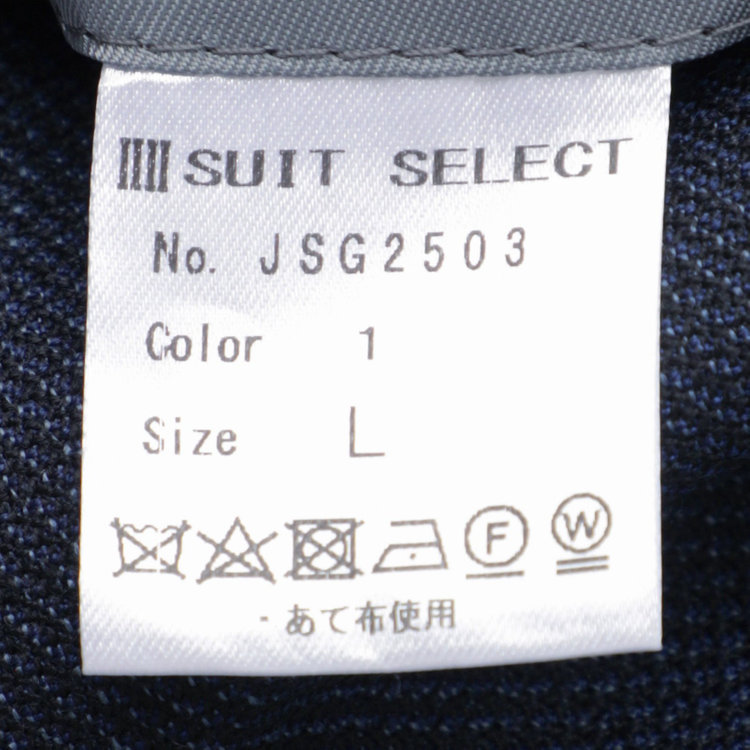 SUIT SELECT
No. JSG2503
Color 1
Size L
F W
・あて布使用